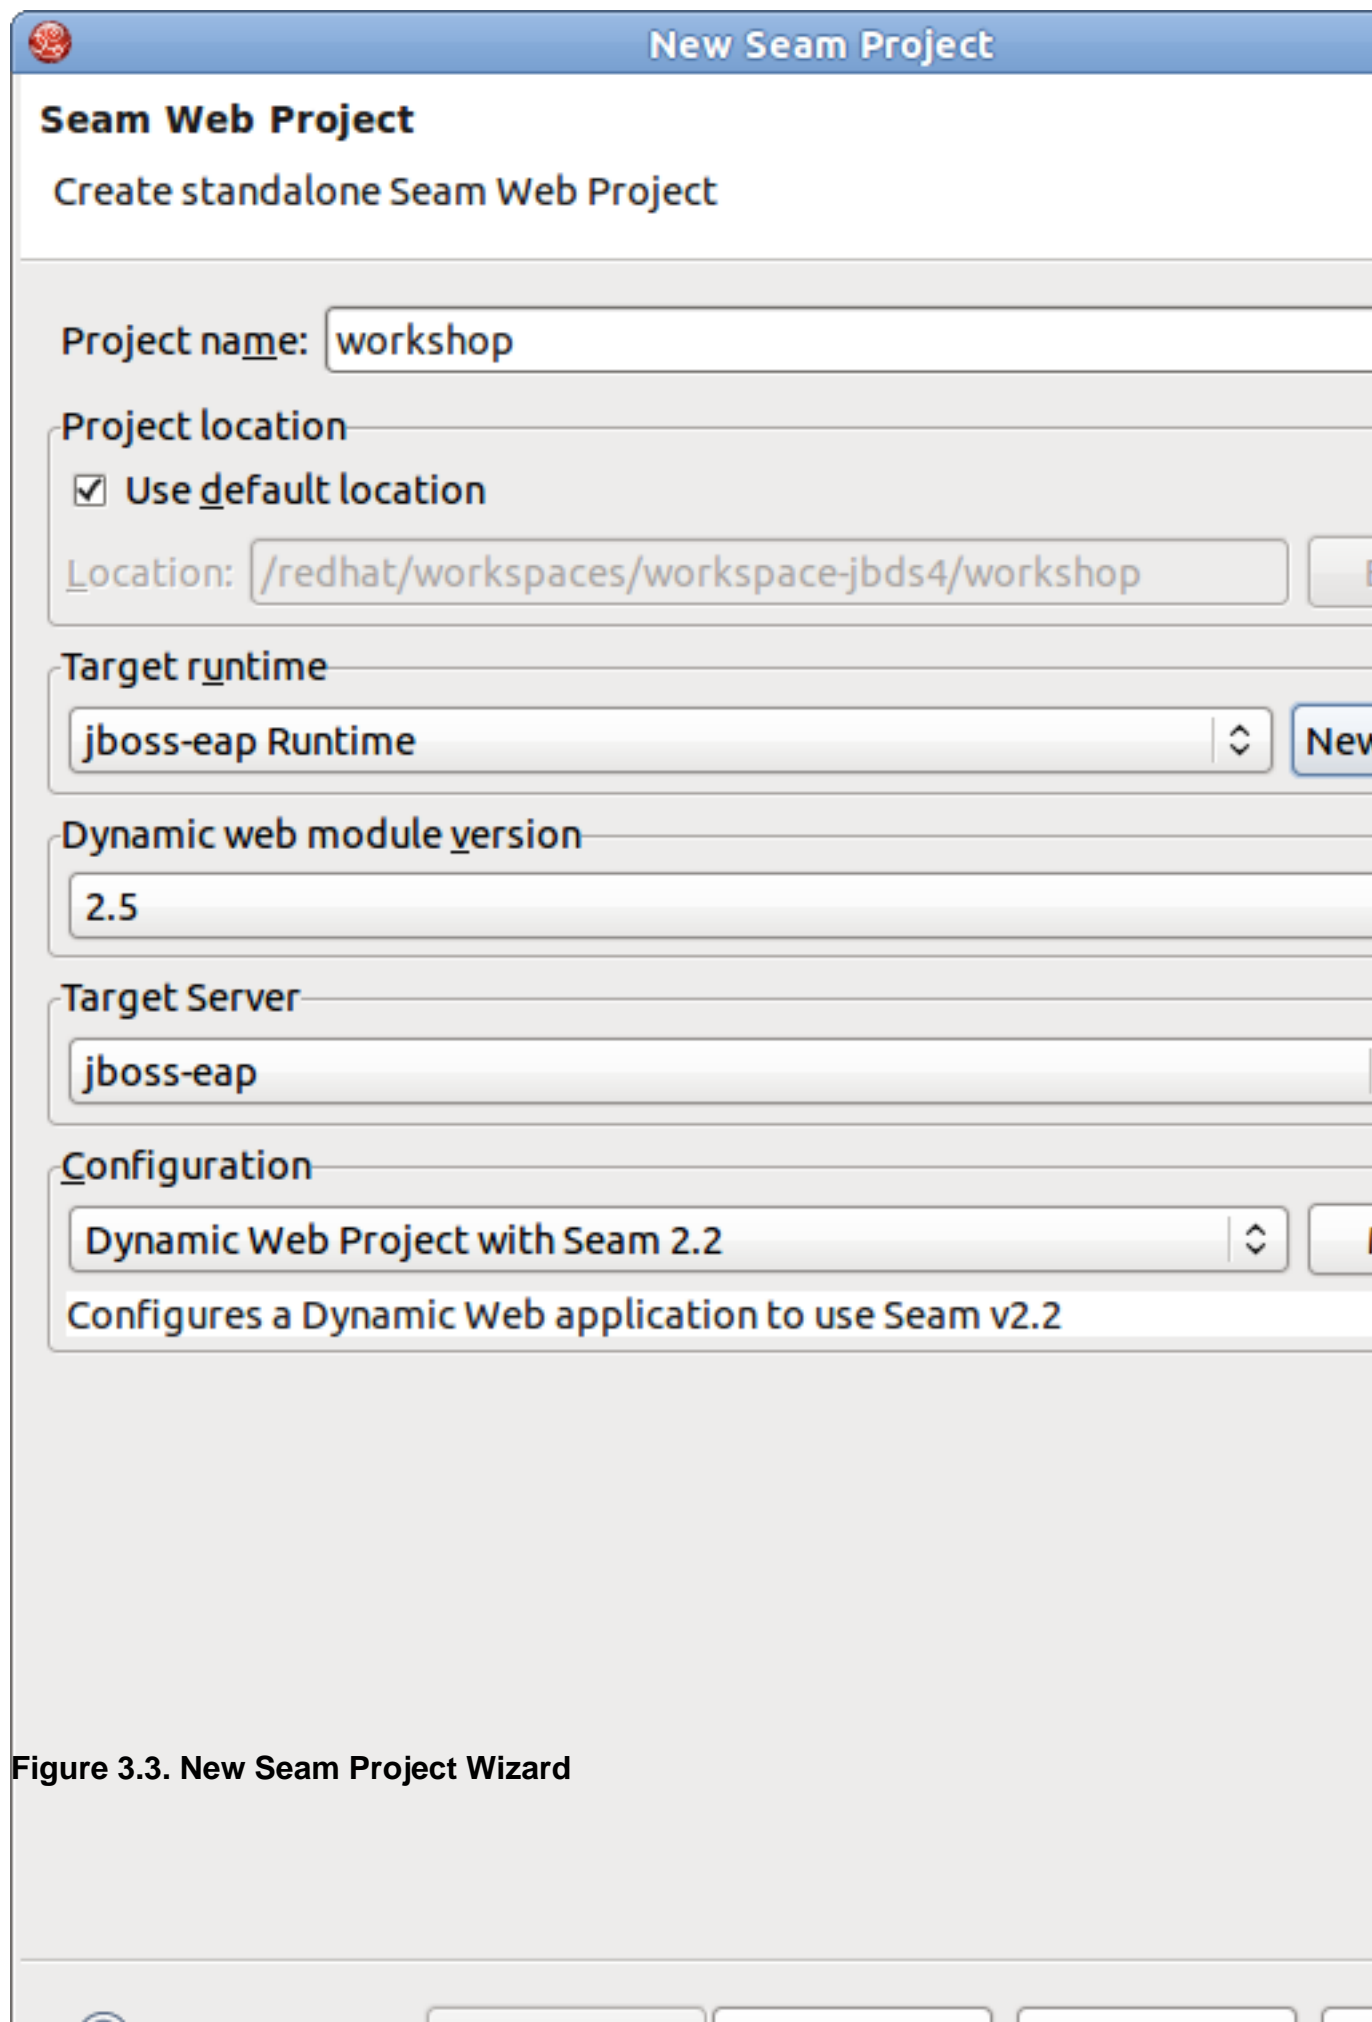 New Seam Project
Seam Web Project
Create standalone Seam Web Project
Project name: workshop
Project location
Use default location
Location: /redhat/workspaces/workspace-jbds4/workshop
Target runtime
jboss-eap Runtime
Dynamic web module version
2.5
Target Server
jboss-eap
Configuration
Dynamic Web Project with Seam 2.2
Configures a Dynamic Web application to use Seam v2.2
Figure 3.3. New Seam Project Wizard